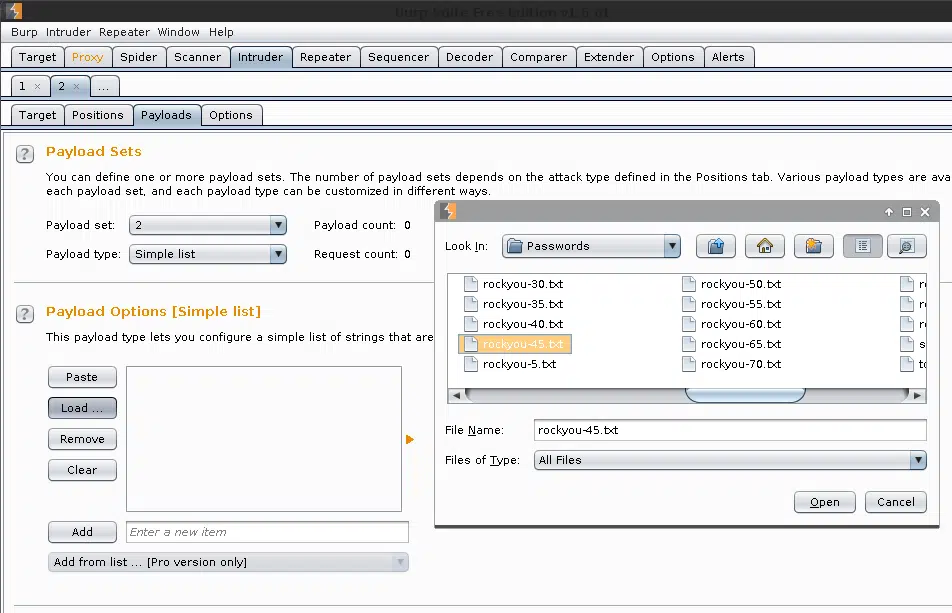 Burp Suite Free Edition v1.6.01
Burp Intruder Repeater Window Help
Target Proxy Spider Scanner Intruder Repeater Sequencer Decoder Comparer Extender Options Alerts
1 × 2 × ...
Target Positions Payloads Options
? Payload Sets
You can define one or more payload sets. The number of payload sets depends on the attack type defined in the Positions tab. Various payload types are ava
each payload set, and each payload type can be customized in different ways.
Payload set: 2 Payload count: 0
Payload type: Simple list Request count: 0
? Payload Options [Simple list]
This payload type lets you configure a simple list of strings that are
Paste
Load ...
Remove
Clear
Add Enter a new item
Add from list ... [Pro version only]
Look In: Passwords
rockyou-30.txt rockyou-50.txt
rockyou-35.txt rockyou-55.txt
rockyou-40.txt rockyou-60.txt
rockyou-45.txt rockyou-65.txt
rockyou-5.txt rockyou-70.txt
File Name: rockyou-45.txt
Files of Type: All Files
Open Cancel